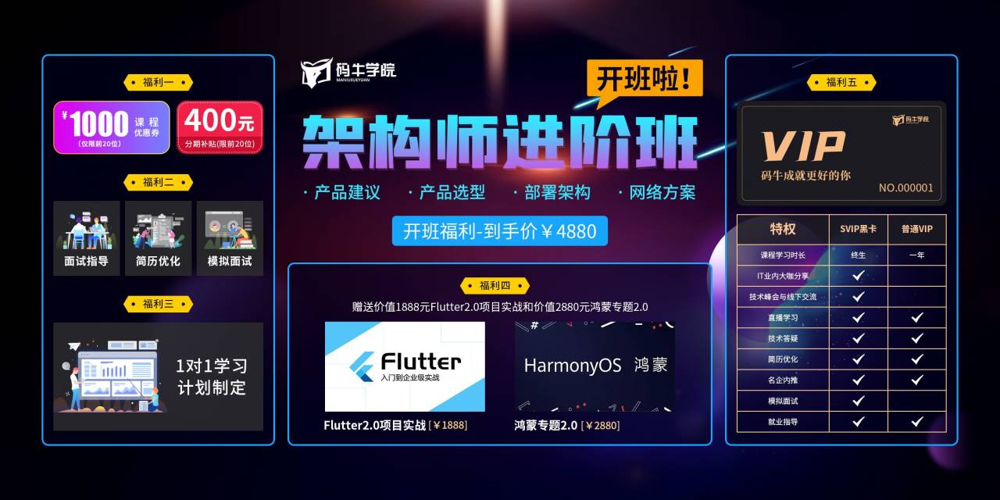 福利一
¥1000 课程优惠券
(仅限前20位)
400元
分期补贴(限前20位)
福利二
面试指导
简历优化
模拟面试
福利三
1对1学习
计划制定
码牛学院
MANIUXUEYUAN
开班啦!
架构师进阶班
· 产品建议 · 产品选型 · 部署架构 · 网络方案
开班福利-到手价￥4880
福利四
赠送价值1888元Flutter2.0项目实战和价值2880元鸿蒙专题2.0
Flutter
入门到企业级实战
Flutter2.0项目实战 [￥1888]
HarmonyOS 鸿蒙
鸿蒙专题2.0 [￥2880]
福利五
码牛学院
VIP
码牛成就更好的你
NO.000001
特权 SVIP黑卡 普通VIP
课程学习时长 终生 一年
IT业内大咖分享
技术峰会与线下交流
直播学习
技术答疑
简历优化
名企内推
模拟面试
就业指导